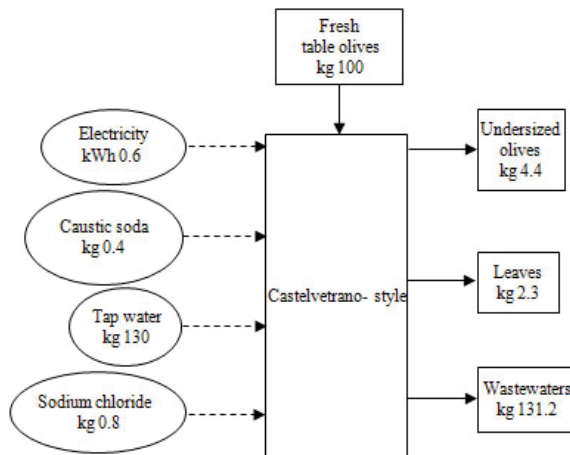 Fresh
table olives
kg 100
Electricity
kWh 0.6
Undersized
olives
kg 4.4
Caustic soda
kg 0.4
Castelvetrano- style
Leaves
kg 2.3
Tap water
kg 130
Sodium chloride
kg 0.8
Wastewaters
kg 131.2